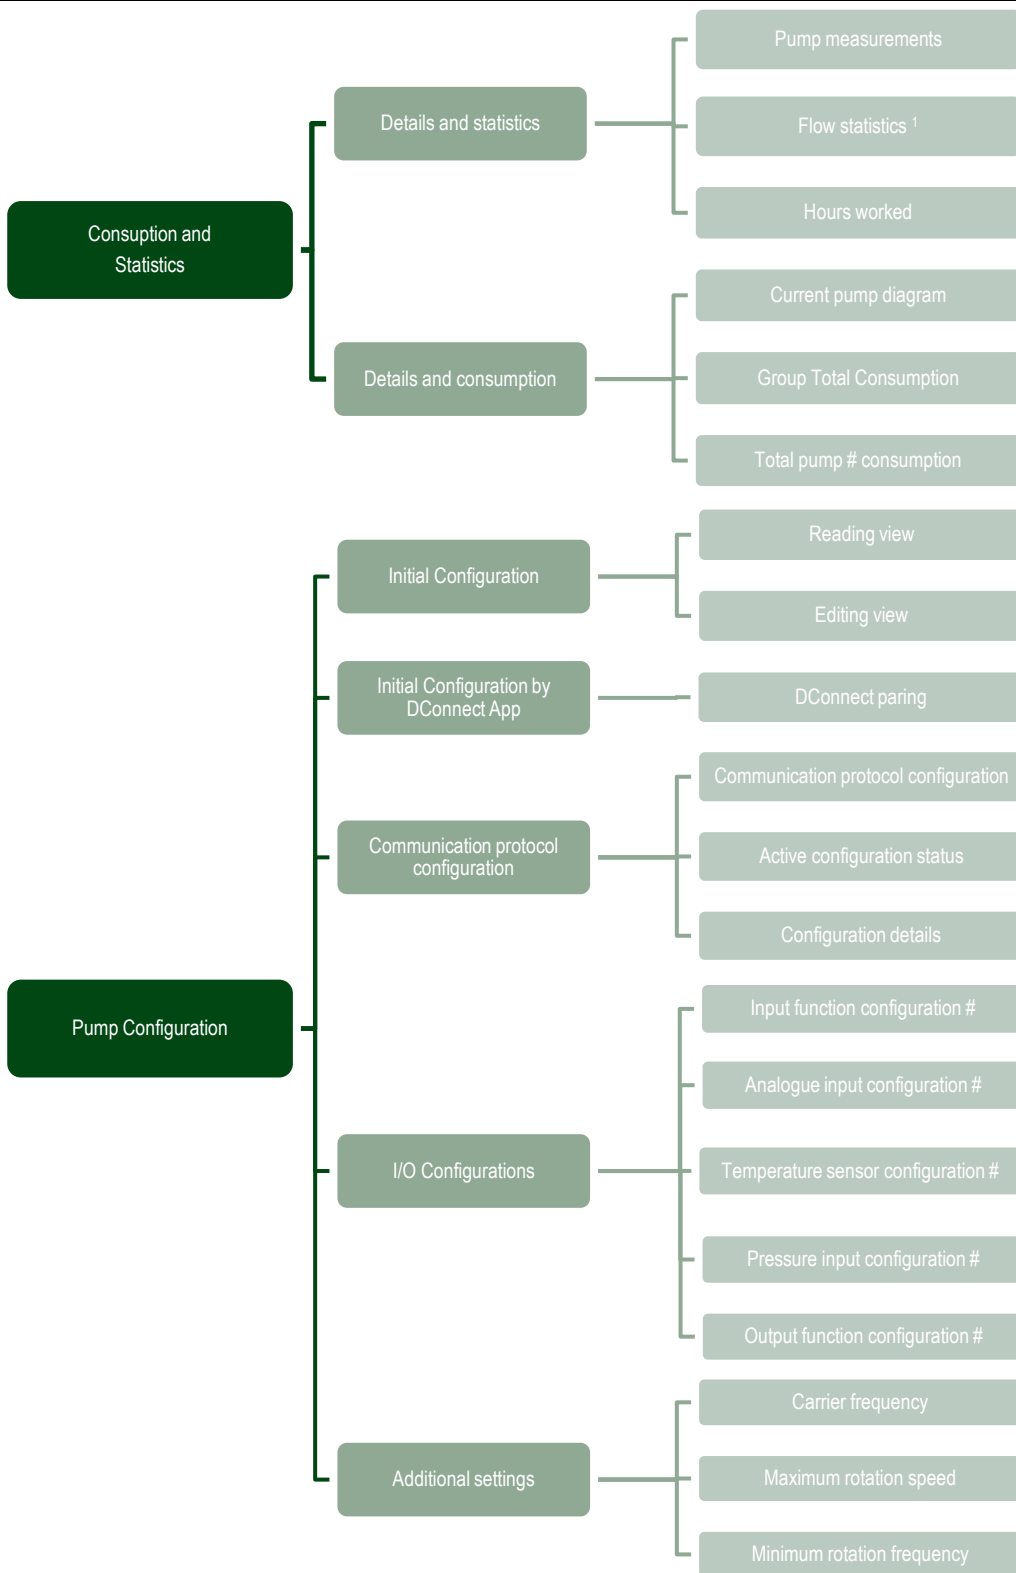 Consuption and
Statistics
Details and statistics
Pump measurements
Flow statistics ¹
Hours worked
Details and consumption
Current pump diagram
Group Total Consumption
Total pump # consumption
Pump Configuration
Initial Configuration
Reading view
Editing view
Initial Configuration by
DConnect App
DConnect paring
Communication protocol
configuration
Communication protocol configuration
Active configuration status
Configuration details
I/O Configurations
Input function configuration #
Analogue input configuration #
Temperature sensor configuration #
Pressure input configuration #
Output function configuration #
Additional settings
Carrier frequency
Maximum rotation speed
Minimum rotation frequency